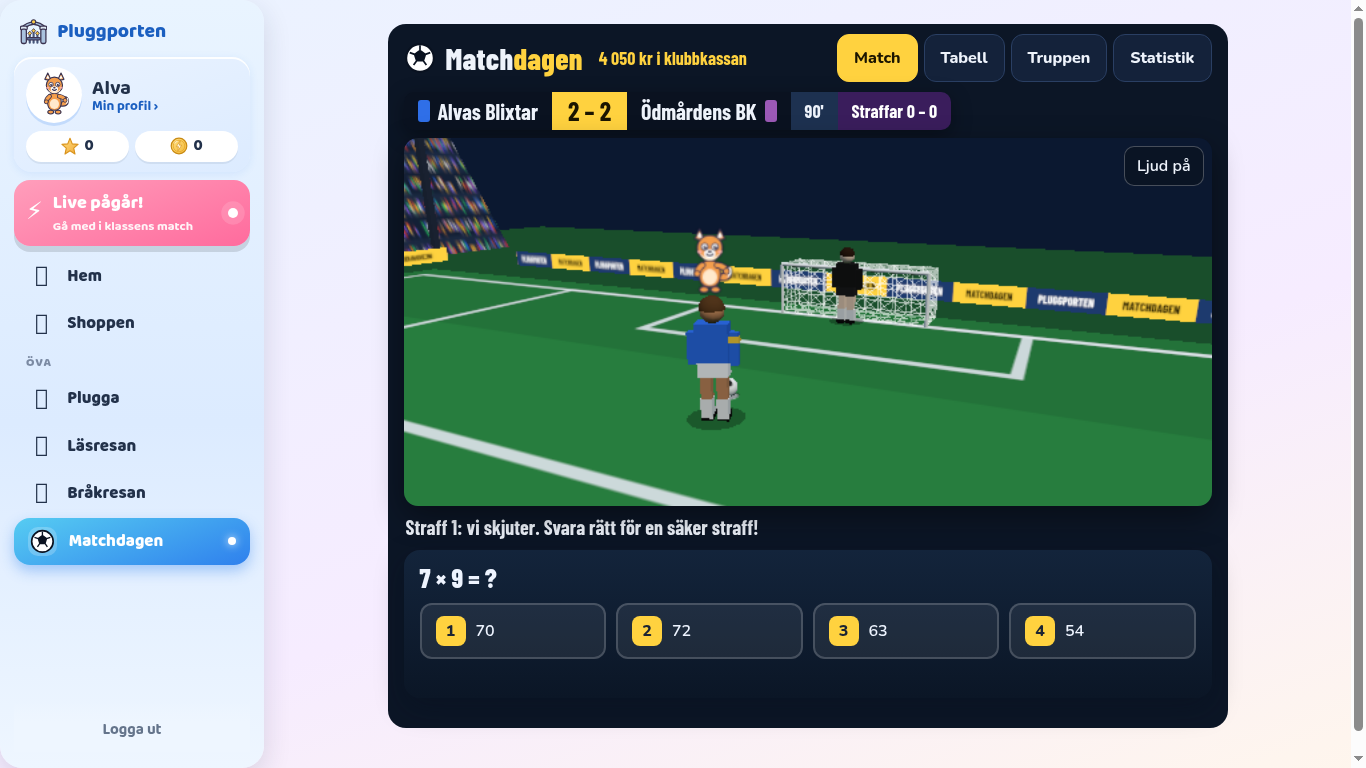 Pluggporten
Alva
Min profil ›
0
0
Live pågår!
Gå med i klassens match
Hem
Shoppen
ÖVA
Plugga
Läsresan
Bråkresan
Matchdagen
Logga ut
Matchdagen
4 050 kr i klubbkassan
Match
Tabell
Truppen
Statistik
Alvas Blixtar
2 – 2
Ödmårdens BK
90'
Straffar 0 – 0
Ljud på
MATCHDAGEN
PLUGGPORTEN
MATCHDAGEN
Straff 1: vi skjuter. Svara rätt för en säker straff!
7 × 9 = ?
1 70
2 72
3 63
4 54